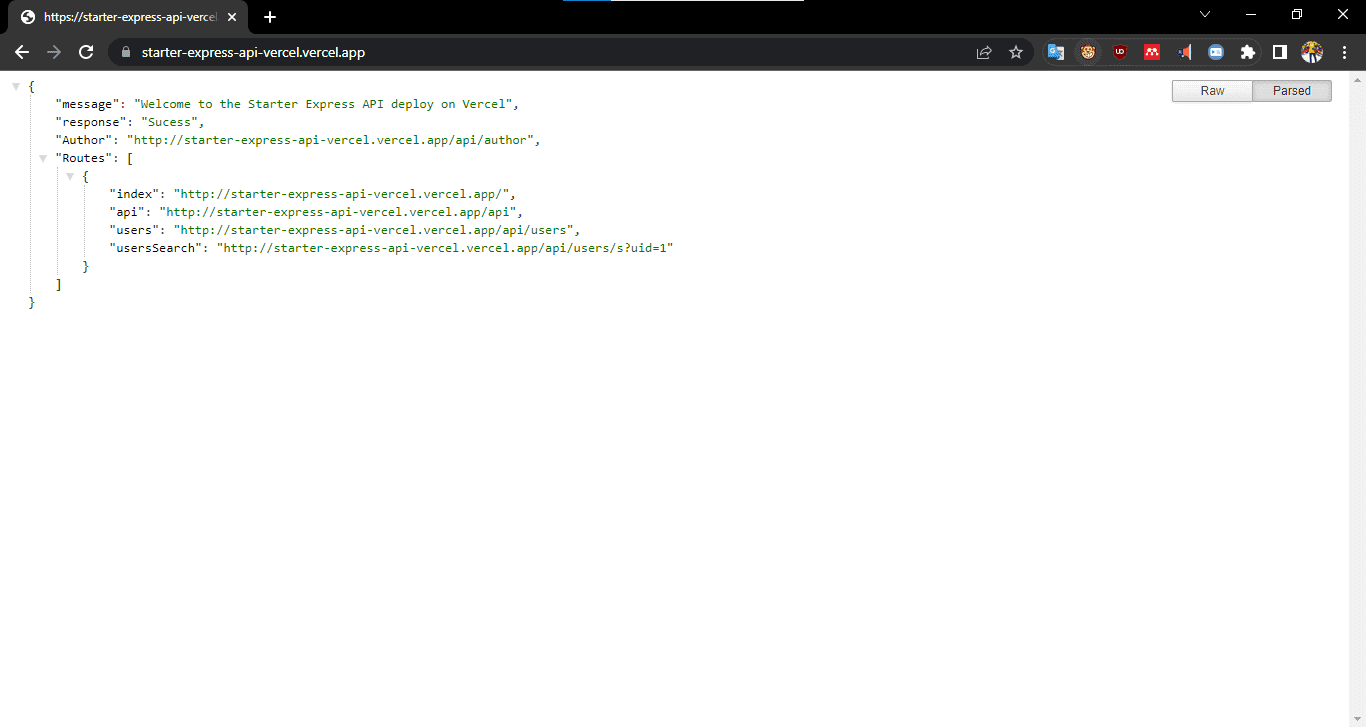 https://starter-express-api-verce
starter-express-api-vercel.vercel.app
Raw
Parsed
{
"message": "Welcome to the Starter Express API deploy on Vercel",
"response": "Sucess",
"Author": "http://starter-express-api-vercel.vercel.app/api/author",
"Routes": [
{
"index": "http://starter-express-api-vercel.vercel.app/",
"api": "http://starter-express-api-vercel.vercel.app/api",
"users": "http://starter-express-api-vercel.vercel.app/api/users",
"usersSearch": "http://starter-express-api-vercel.vercel.app/api/users/s?uid=1"
}
]
}